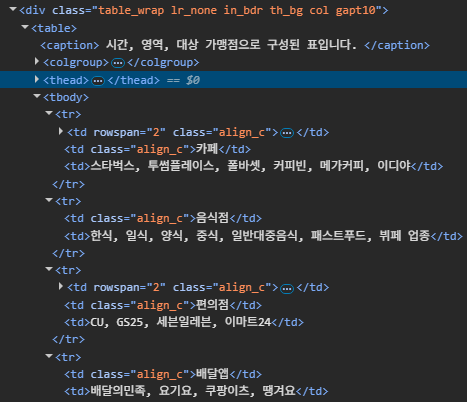 <div class="table_wrap lr_none in_bdr th_bg col gapt10">
<table>
<caption> 시간, 영역, 대상 가맹점으로 구성된 표입니다. </caption>
<colgroup>…</colgroup>
<thead>…</thead> == $0
<tbody>
<tr>
<td rowspan="2" class="align_c">…</td>
<td class="align_c">카페</td>
<td>스타벅스, 투썸플레이스, 폴바셋, 커피빈, 메가커피, 이디야</td>
</tr>
<tr>
<td class="align_c">음식점</td>
<td>한식, 일식, 양식, 중식, 일반대중음식, 패스트푸드, 뷔페 업종</td>
</tr>
<tr>
<td rowspan="2" class="align_c">…</td>
<td class="align_c">편의점</td>
<td>CU, GS25, 세븐일레븐, 이마트24</td>
</tr>
<tr>
<td class="align_c">배달앱</td>
<td>배달의민족, 요기요, 쿠팡이츠, 땡겨요</td>